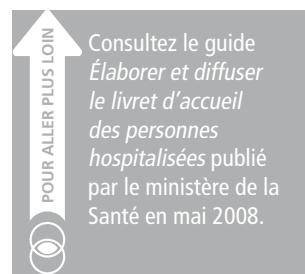 POUR ALLER PLUS LOIN
Consultez le guide
Élaborer et diffuser
le livret d’accueil
des personnes
hospitalisées publié
par le ministère de la
Santé en mai 2008.